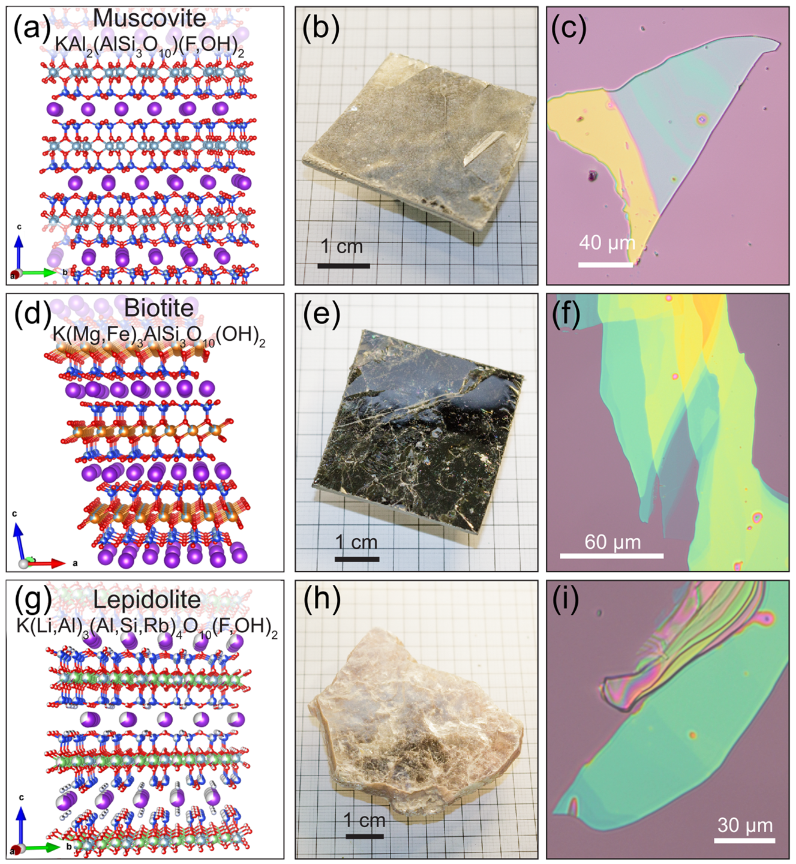 (a) Muscovite
KAl₂(AlSi₃O₁₀)(F,OH)₂
c
a
b
(b)
1 cm
(c)
40 µm
(d) Biotite
K(Mg,Fe)₃AlSi₃O₁₀(OH)₂
c
b
a
(e)
1 cm
(f)
60 µm
(g) Lepidolite
K(Li,Al)₃(Al,Si,Rb)₄O₁₀(F,OH)₂
c
a
b
(h)
1 cm
(i)
30 µm